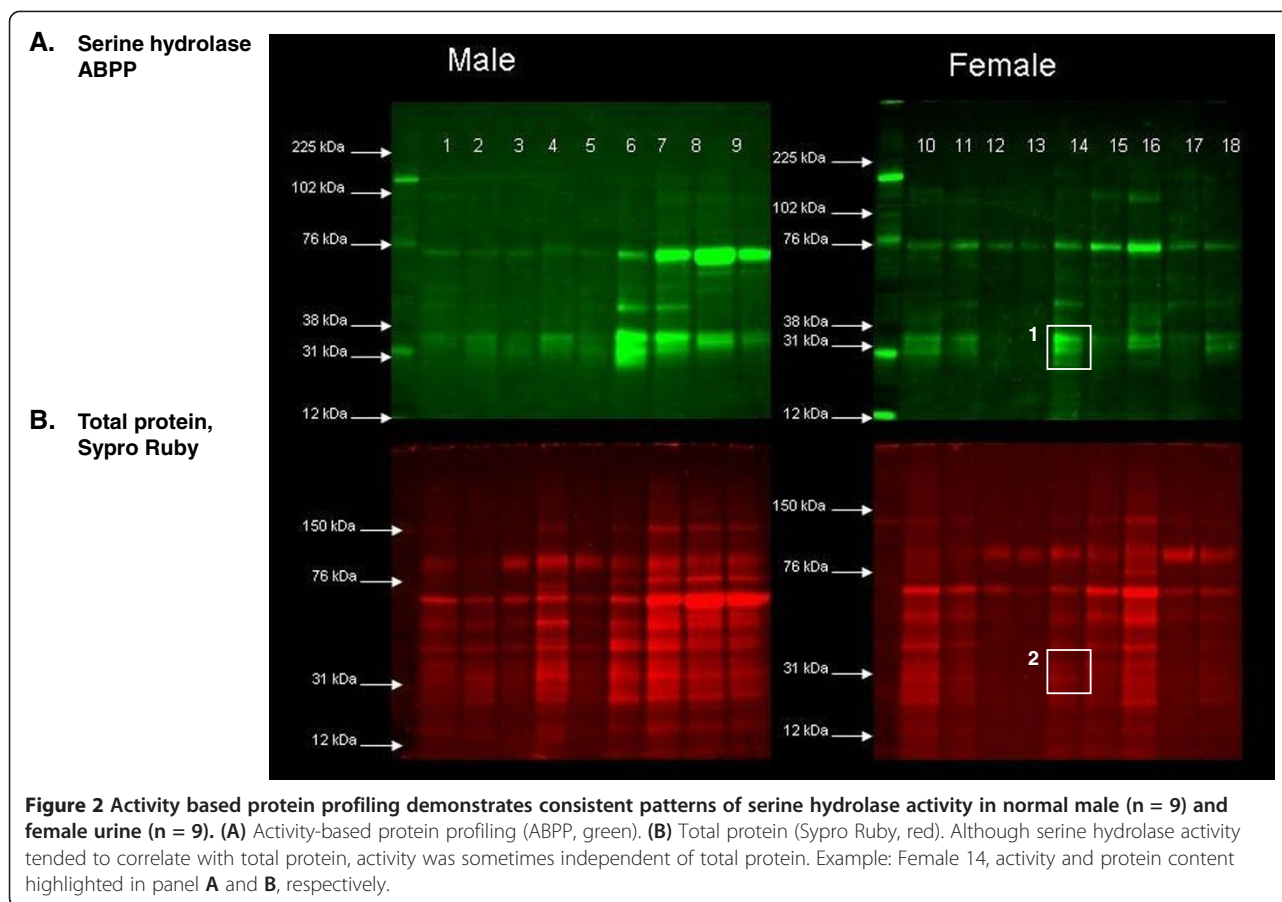 A. Serine hydrolase
ABPP
Male
Female
1 2 3 4 5 6 7 8 9
225 kDa
102 kDa
76 kDa
38 kDa
31 kDa
12 kDa
10 11 12 13 14 15 16 17 18
225 kDa
102 kDa
76 kDa
38 kDa
31 kDa
12 kDa
1
B. Total protein,
Sypro Ruby
150 kDa
76 kDa
31 kDa
12 kDa
150 kDa
76 kDa
31 kDa
12 kDa
2
Figure 2 Activity based protein profiling demonstrates consistent patterns of serine hydrolase activity in normal male (n = 9) and
female urine (n = 9). (A) Activity-based protein profiling (ABPP, green). (B) Total protein (Sypro Ruby, red). Although serine hydrolase activity
tended to correlate with total protein, activity was sometimes independent of total protein. Example: Female 14, activity and protein content
highlighted in panel A and B, respectively.